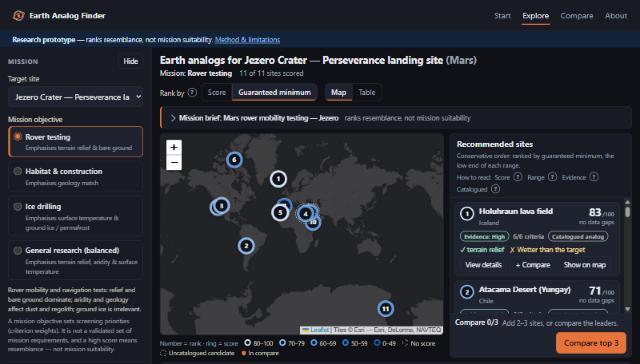 Earth Analog Finder
Start Explore Compare About
Research prototype — ranks resemblance, not mission suitability. Method & limitations
MISSION
Hide
Target site
Jezero Crater — Perseverance la
Mission objective
Rover testing
Emphasises terrain relief & bare ground
Habitat & construction
Emphasises geology match
Ice drilling
Emphasises surface temperature & ground ice / permafrost
General research (balanced)
Emphasises terrain relief, aridity & surface temperature
Rover mobility and navigation tests: relief and bare ground dominate; aridity and geology affect dust and regolith; ground ice is irrelevant.
A mission objective sets screening priorities (criterion weights). It is not a validated set of mission requirements, and a high score means resemblance — not mission suitability.
Earth analogs for Jezero Crater — Perseverance landing site (Mars)
Mission: Rover testing 11 of 11 sites scored
Rank by ? Score Guaranteed minimum Map Table
Mission brief: Mars rover mobility testing — Jezero ranks resemblance, not mission suitability
+
−
6
1
3
5
4
10
2
11
Leaflet | Tiles © Esri — Esri, DeLorme, NAVTEQ
Number = rank · ring = score 80–100 70–79 60–69 50–59 0–49 ?
Uncatalogued candidate In compare
Recommended sites
Conservative order: ranked by guaranteed minimum, the low end of each range.
How to read: Score ? Range ? Evidence ?
Catalogued ?
1 Holuhraun lava field 83/100
Iceland no data gaps
Evidence: High 6/6 criteria Catalogued analog
✓ terrain relief ✗ Wetter than the target
View details + Compare Show on map
2 Atacama Desert (Yungay) 71/100
Chile no data gaps
Compare 0/3 Add 2–3 sites, or compare the leaders.
Compare top 3